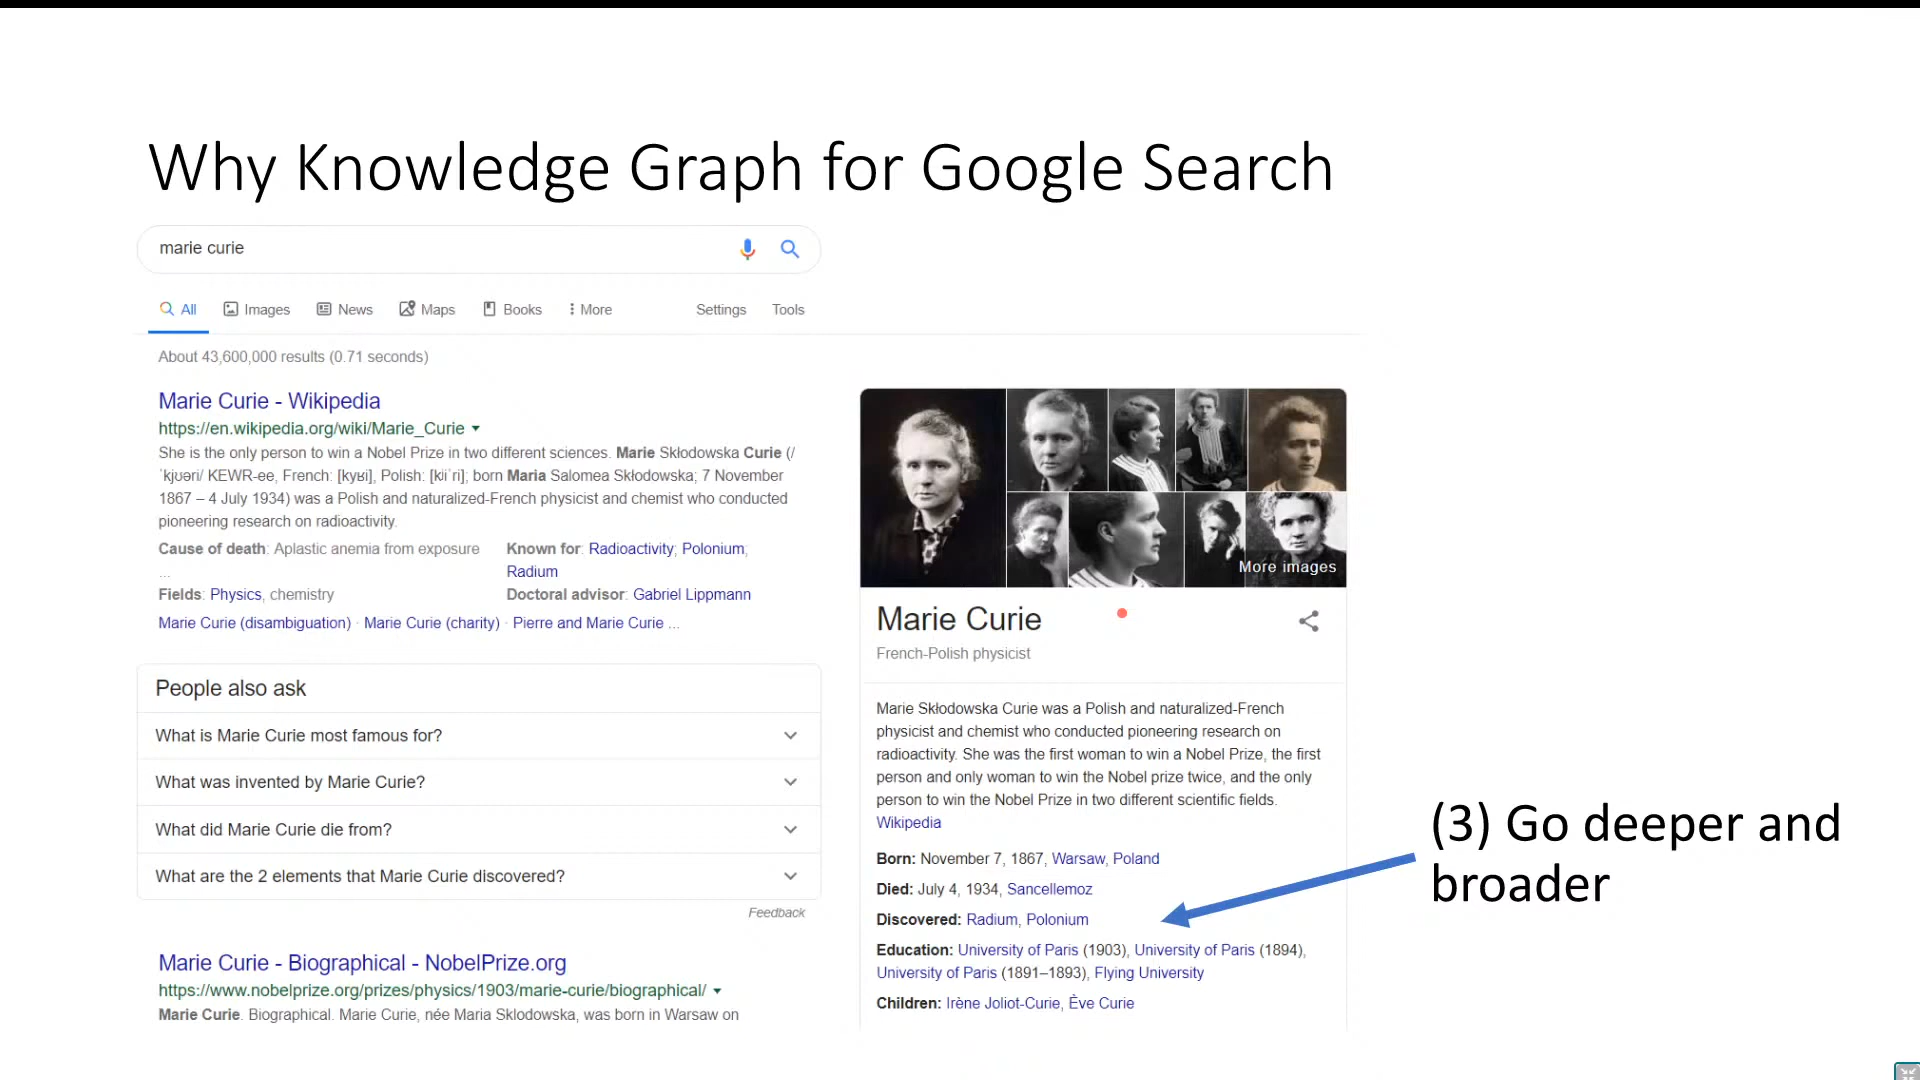 Why Knowledge Graph for Google Search
marie curie
All Images News Maps Books More Settings Tools
About 43,600,000 results (0.71 seconds)
Marie Curie - Wikipedia
https://en.wikipedia.org/wiki/Marie_Curie
She is the only person to win a Nobel Prize in two different sciences. Marie Skłodowska Curie (/
ˈkjʊəri/ KEWR-ee, French: [kyʁi], Polish: [kiˈri]; born Maria Salomea Skłodowska; 7 November
1867 – 4 July 1934) was a Polish and naturalized-French physicist and chemist who conducted
pioneering research on radioactivity.
Cause of death: Aplastic anemia from exposure
...
Known for: Radioactivity; Polonium;
Radium
Fields: Physics, chemistry
Doctoral advisor: Gabriel Lippmann
Marie Curie (disambiguation) · Marie Curie (charity) · Pierre and Marie Curie ...
People also ask
What is Marie Curie most famous for?
What was invented by Marie Curie?
What did Marie Curie die from?
What are the 2 elements that Marie Curie discovered?
Feedback
Marie Curie - Biographical - NobelPrize.org
https://www.nobelprize.org/prizes/physics/1903/marie-curie/biographical/
Marie Curie. Biographical. Marie Curie, née Maria Sklodowska, was born in Warsaw on
More images
Marie Curie
French-Polish physicist
Marie Skłodowska Curie was a Polish and naturalized-French
physicist and chemist who conducted pioneering research on
radioactivity. She was the first woman to win a Nobel Prize, the first
person and only woman to win the Nobel prize twice, and the only
person to win the Nobel Prize in two different scientific fields.
Wikipedia
Born: November 7, 1867, Warsaw, Poland
Died: July 4, 1934, Sancellemoz
Discovered: Radium, Polonium
Education: University of Paris (1903), University of Paris (1894),
University of Paris (1891–1893), Flying University
Children: Irène Joliot-Curie, Ève Curie
(3) Go deeper and
broader